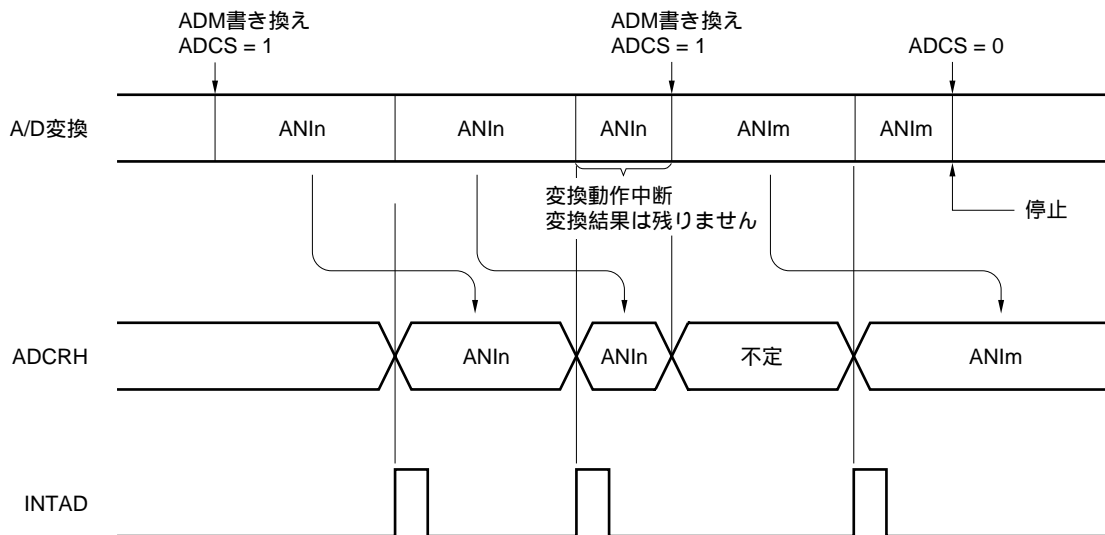 ADM書き換え
ADCS = 1
ADM書き換え
ADCS = 1
ADCS = 0
A/D変換
ANIn
ANIn
ANIn
ANIm
ANIm
変換動作中断
変換結果は残りません
停止
ADCRH
ANIn
ANIn
不定
ANIm
INTAD